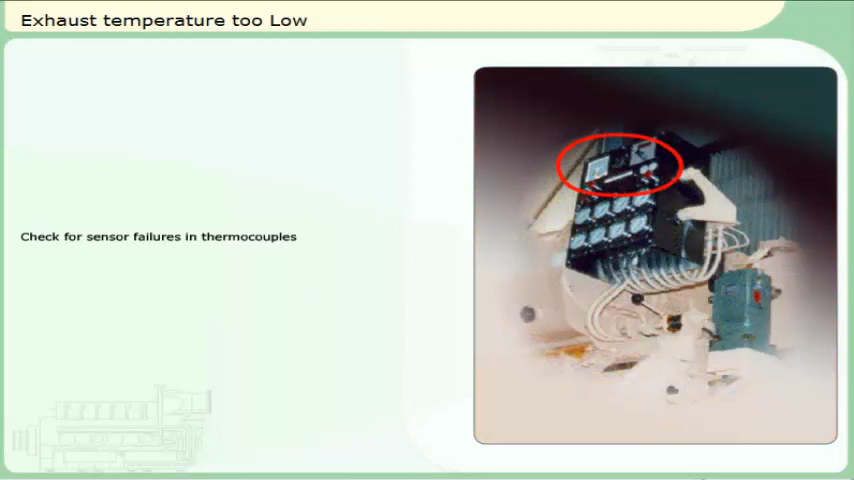 Exhaust temperature too Low
Check for sensor failures in thermocouples